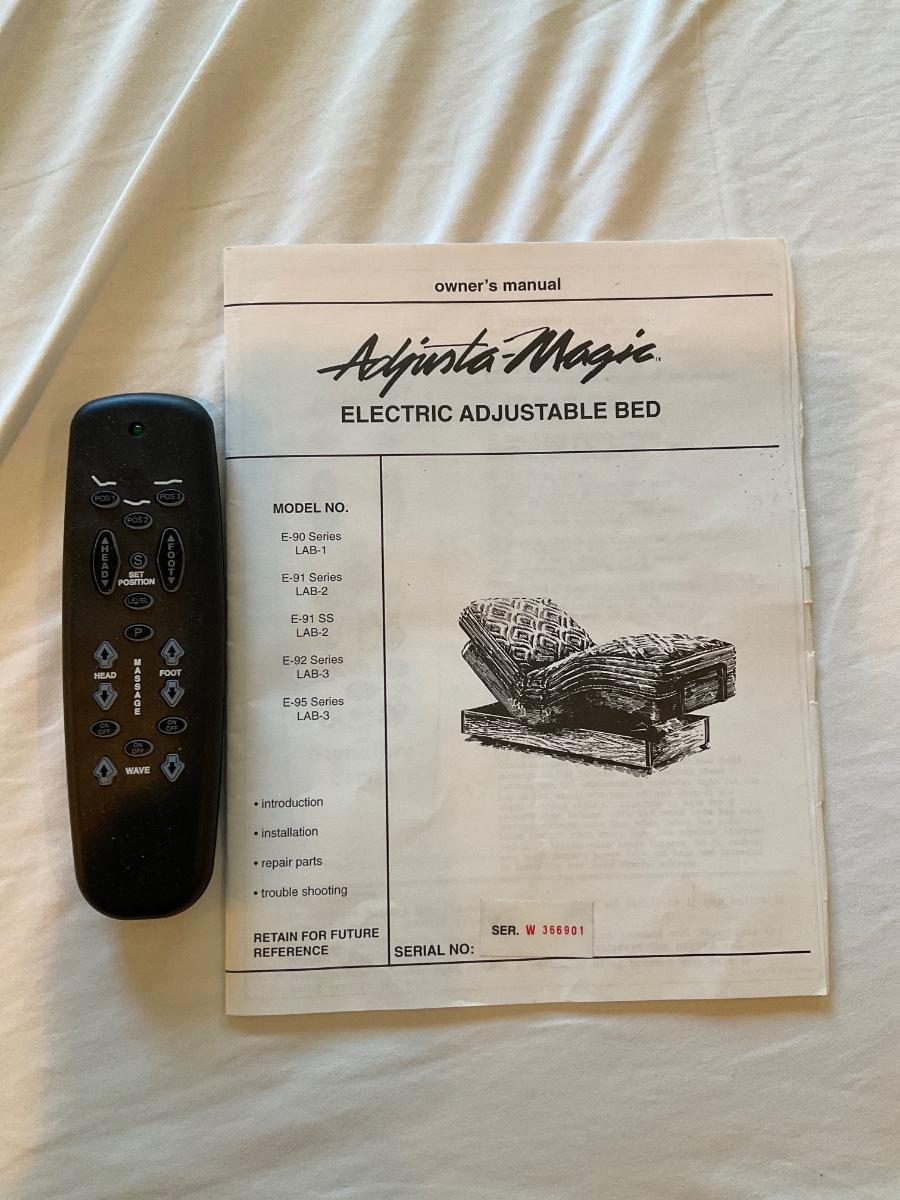 owner's manual
Adjusta-Magic TM
ELECTRIC ADJUSTABLE BED
MODEL NO.
E-90 Series
LAB-1
E-91 Series
LAB-2
E-91 SS
LAB-2
E-92 Series
LAB-3
E-95 Series
LAB-3
• introduction
• installation
• repair parts
• trouble shooting
RETAIN FOR FUTURE
REFERENCE
SERIAL NO:
SER. W 366901
POS 1
POS 3
POS 2
HEAD
FOOT
S
SET
POSITION
LEVEL
P
HEAD
MASSAGE
FOOT
ON
OFF
ON
OFF
ON
OFF
WAVE